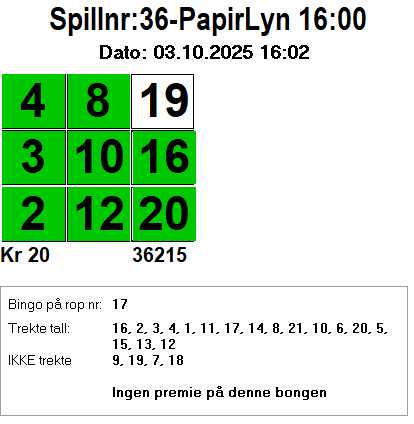 Spillnr:36-PapirLyn 16:00
Dato: 03.10.2025 16:02
4 8 19
3 10 16
2 12 20
Kr 20 36215
Bingo på rop nr: 17
Trekte tall: 16, 2, 3, 4, 1, 11, 17, 14, 8, 21, 10, 6, 20, 5,
15, 13, 12
IKKE trekte 9, 19, 7, 18
Ingen premie på denne bongen